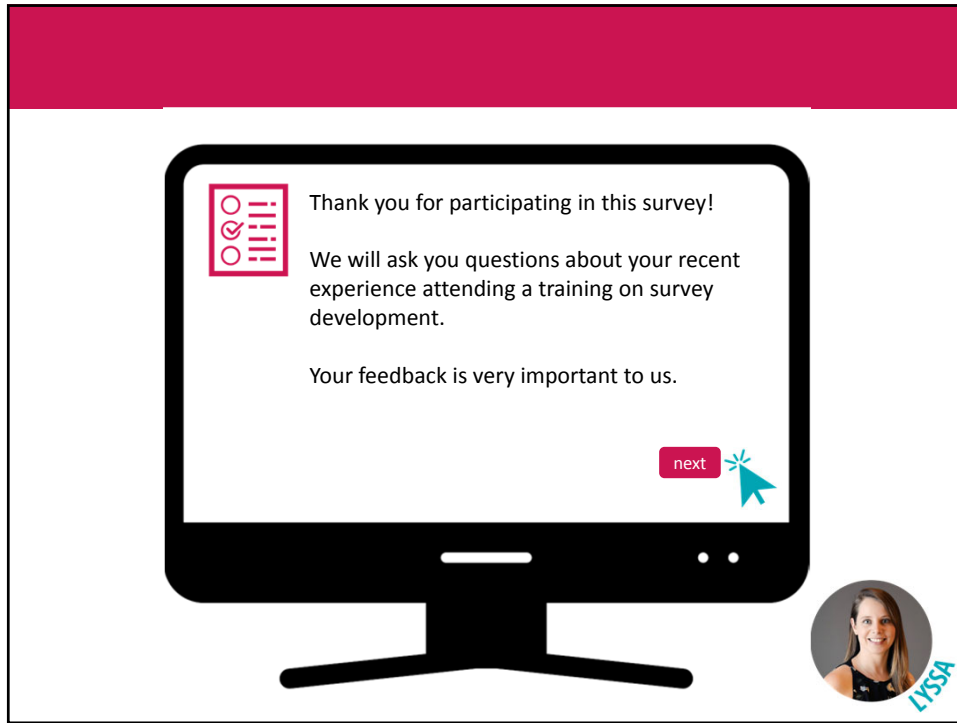 Thank you for participating in this survey!
We will ask you questions about your recent
experience attending a training on survey
development.
Your feedback is very important to us.
next
LYSSA